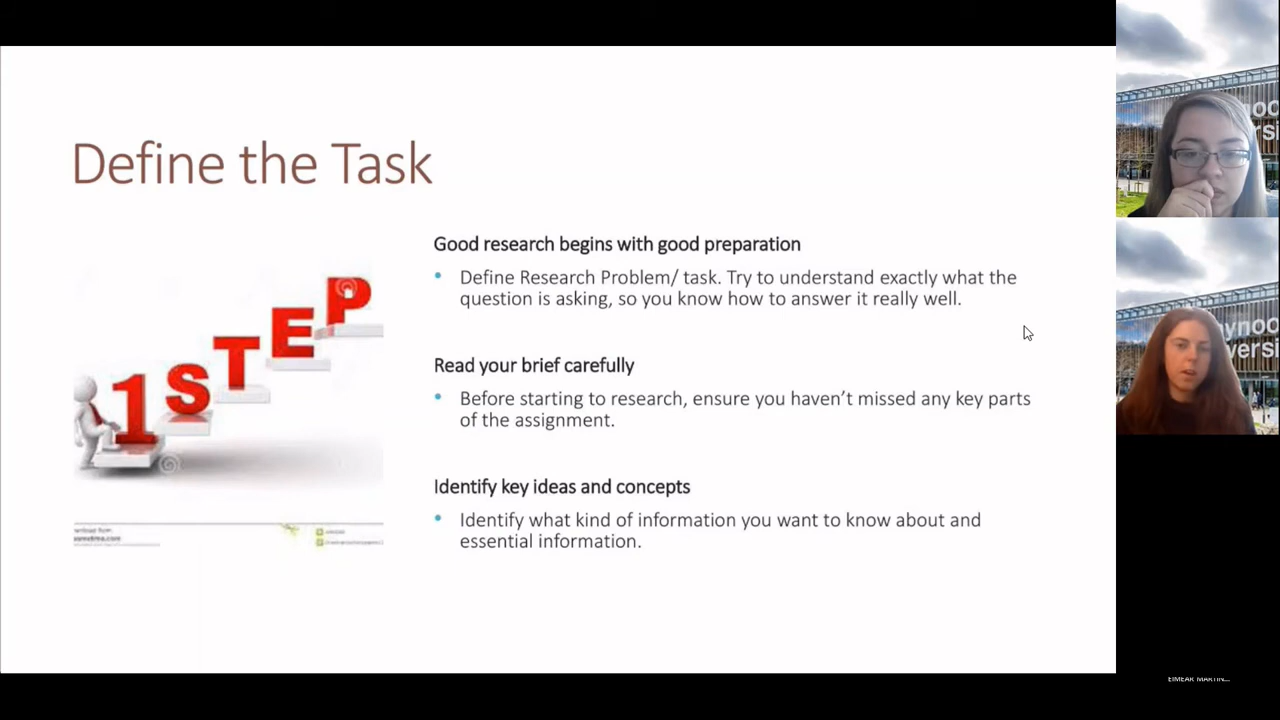 Define the Task
Good research begins with good preparation
• Define Research Problem/ task. Try to understand exactly what the
question is asking, so you know how to answer it really well.
Read your brief carefully
• Before starting to research, ensure you haven’t missed any key parts
of the assignment.
Identify key ideas and concepts
• Identify what kind of information you want to know about and
essential information.
1STEP
EIMEAR MARTIN...